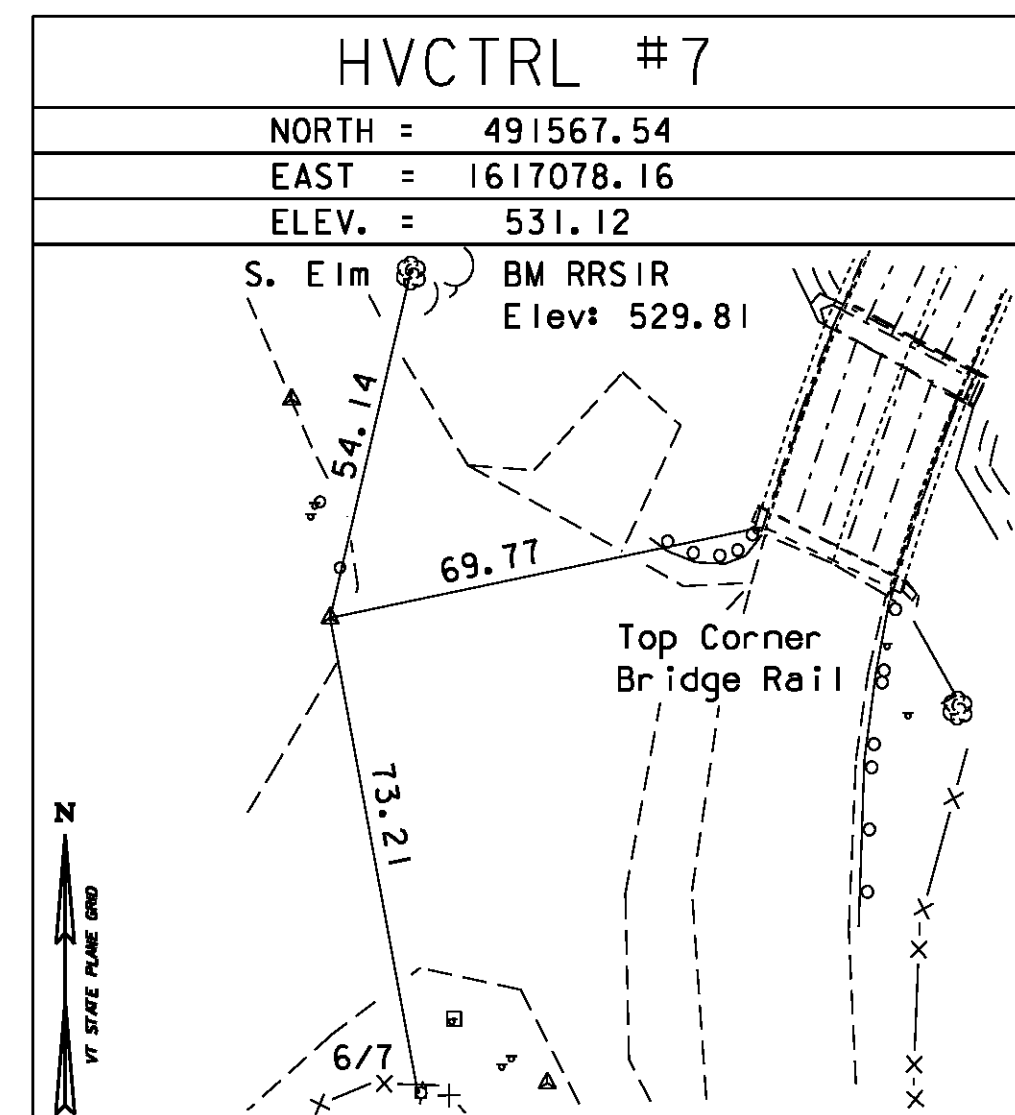 HVCTRL #7
NORTH = 491567.54
EAST = 1617078.16
ELEV. = 531.12
S. Elm
BM RRSIR
Elev: 529.81
54.14
69.77
Top Corner
Bridge Rail
73.21
N
VT STATE PLANE GRID
6/7